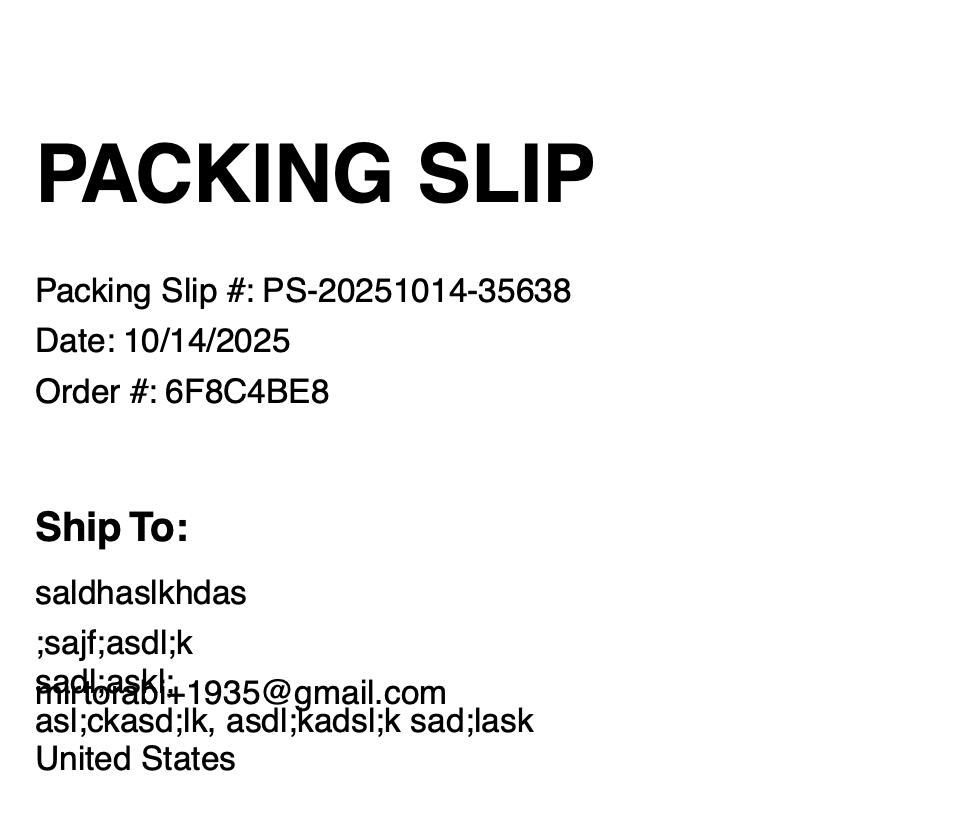 PACKING SLIP
Packing Slip #: PS-20251014-35638
Date: 10/14/2025
Order #: 6F8C4BE8
Ship To:
saldhaslkhdas
;sajf;asdl;k
sadl;askl;
mirtorabi+1935@gmail.com
asl;ckasd;lk, asdl;kadsl;k sad;lask
United States